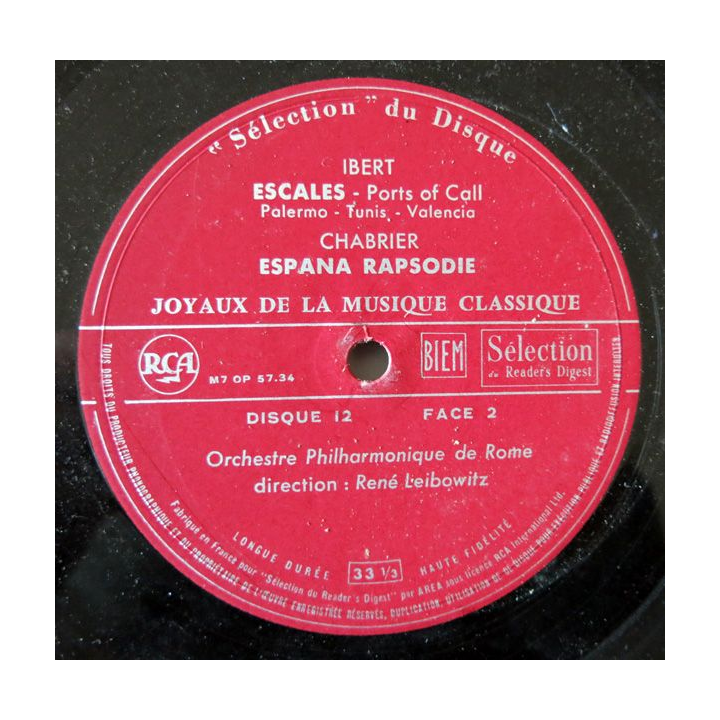 "Sélection" du Disque
IBERT
ESCALES - Ports of Call
Palermo - Tunis - Valencia
CHABRIER
ESPANA RAPSODIE
JOYAUX DE LA MUSIQUE CLASSIQUE
RCA
M7 OP 57.34
BIEM
Sélection
du Reader's Digest
DISQUE 12 FACE 2
Orchestre Philharmonique de Rome
direction : René Leibowitz
LONGUE DURÉE 33 1/3 HAUTE FIDÉLITÉ
Fabriqué en France pour "Sélection du Reader's Digest" par AREA sous licence RCA International Ltd.
TOUS DROITS DU PRODUCTEUR PHONOGRAPHIQUE ET DU PROPRIÉTAIRE DE L'ŒUVRE ENREGISTRÉE RÉSERVÉS, DUPLICATION, UTILISATION DE CE DISQUE POUR EXÉCUTION PUBLIQUE ET RADIODIFFUSION INTERDITES